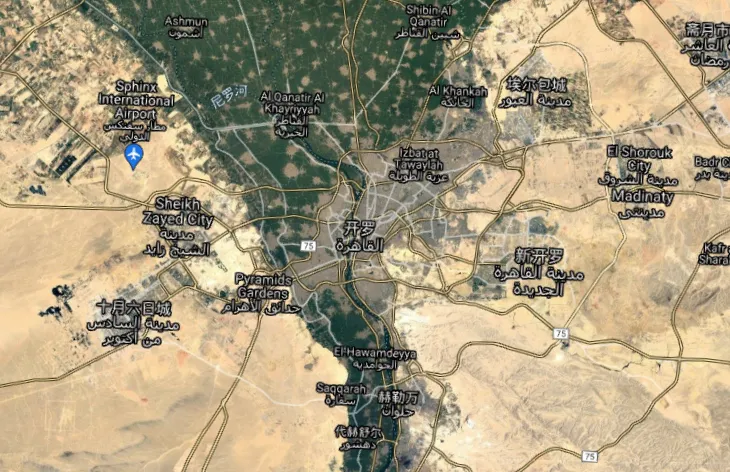 Ashmun
أشمون
Shibin Al
Qanatir
شبين القناطر
斋月市
العاشر
رمضان
Sphinx
International
Airport
مطار سفنكس
الدولي
尼罗河
Al Qanatir Al
Khayriyyah
القناطر
الخيرية
Al Khankah
الخانكة
埃尔包城
مدينة العبور
Izbat at
Tawaylah
عزبة الطويلة
El Shorouk
City
مدينة الشروق
Madinaty
مدينتي
Badr C
ينة بدر
Sheikh
Zayed City
مدينة
الشيخ زايد
75
开罗
القاهرة
新开罗
مدينة القاهرة
الجديدة
Kafr
Shara
Pyramids
Gardens
حدائق الأهرام
十月六日城
مدينة السادس
من أكتوبر
75
El Hawamdeyya
الحوامدية
Saqqarah
سقارة
赫勒万
حلوان
代赫舒尔
دهشور
75